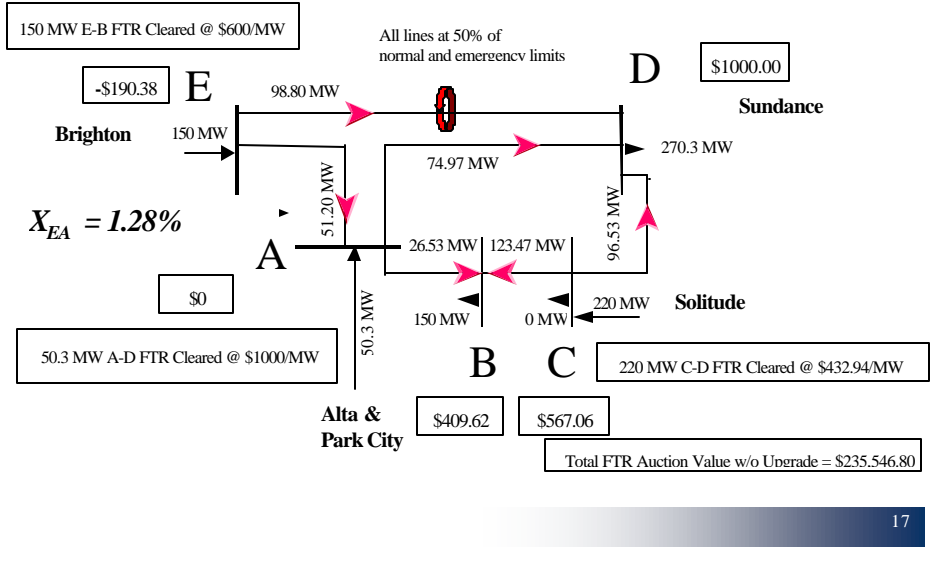 150 MW E-B FTR Cleared @ $600/MW
All lines at 50% of
normal and emergency limits
-$190.38
E
98.80 MW
D
$1000.00
Sundance
Brighton
150 MW
270.3 MW
74.97 MW
51.20 MW
96.53 MW
X_EA = 1.28%
A
26.53 MW
123.47 MW
$0
50.3 MW
150 MW
0 MW
220 MW
Solitude
50.3 MW A-D FTR Cleared @ $1000/MW
B
C
220 MW C-D FTR Cleared @ $432.94/MW
Alta &
Park City
$409.62
$567.06
Total FTR Auction Value w/o Upgrade = $235,546.80
17